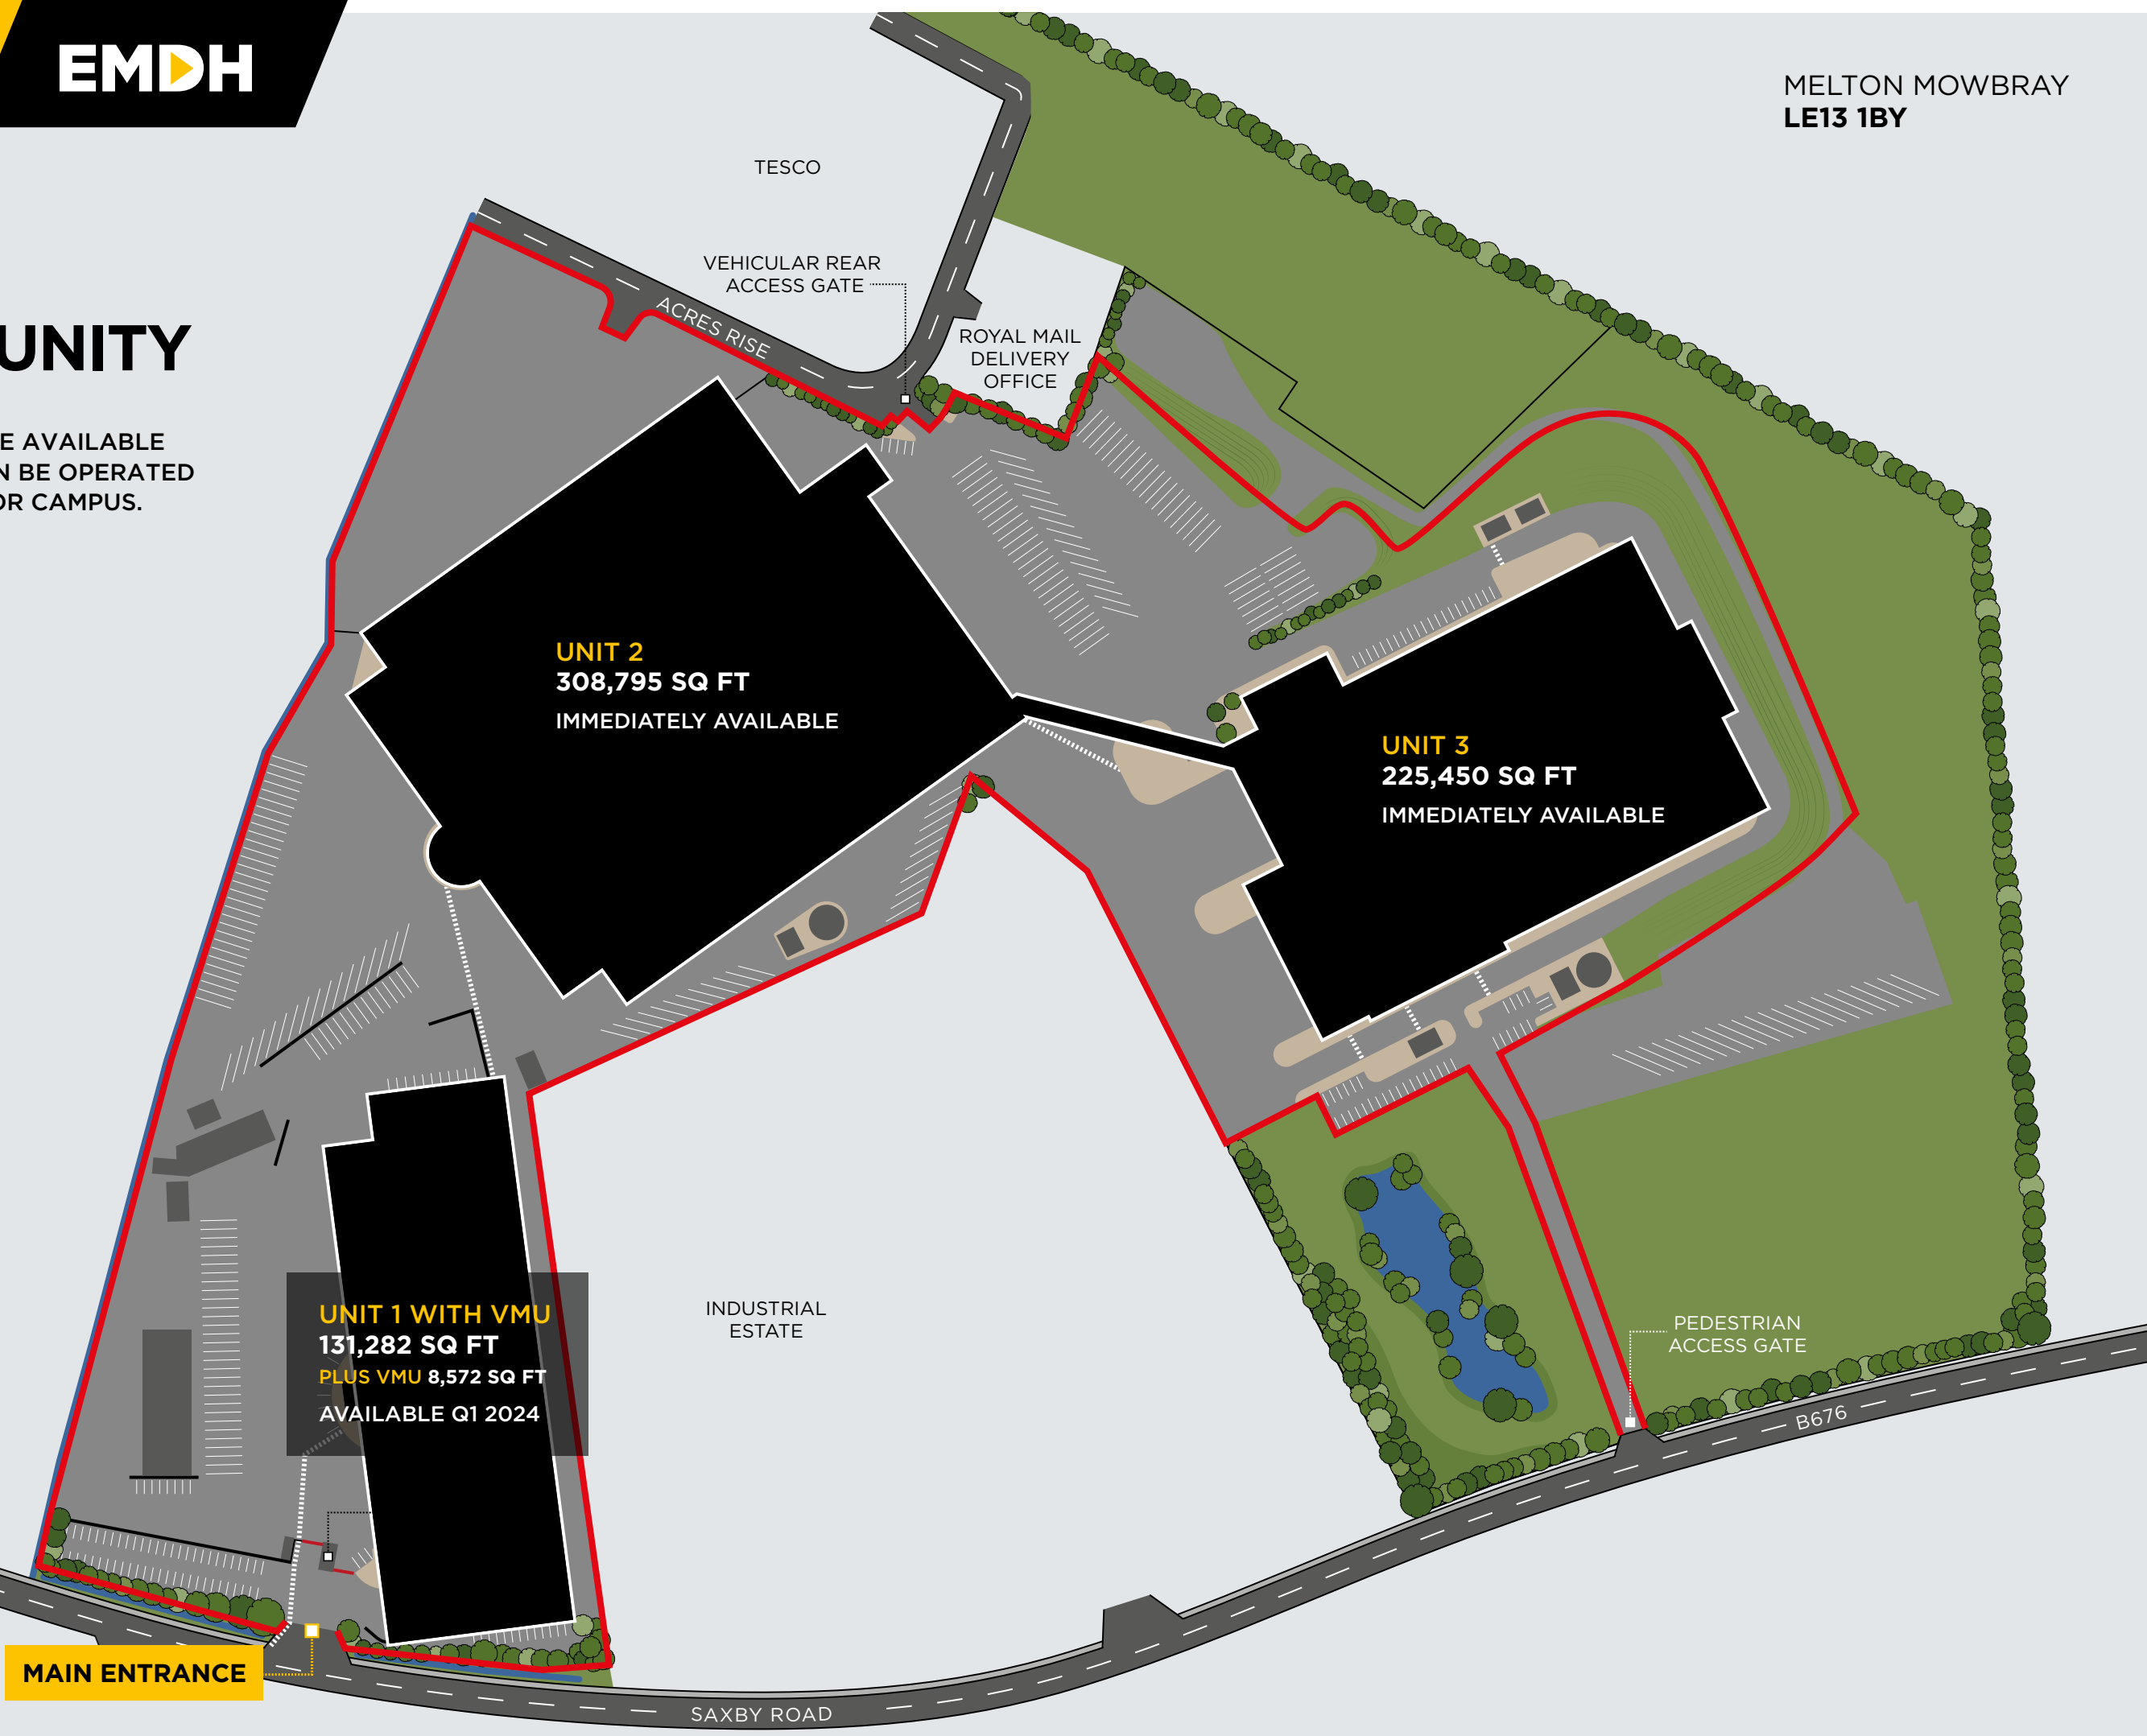 EMDH
MELTON MOWBRAY
LE13 1BY
TESCO
VEHICULAR REAR
ACCESS GATE
ACRES RISE
ROYAL MAIL
DELIVERY
OFFICE
UNITY
E AVAILABLE
N BE OPERATED
OR CAMPUS.
UNIT 2
308,795 SQ FT
IMMEDIATELY AVAILABLE
UNIT 3
225,450 SQ FT
IMMEDIATELY AVAILABLE
UNIT 1 WITH VMU
131,282 SQ FT
PLUS VMU 8,572 SQ FT
AVAILABLE Q1 2024
INDUSTRIAL
ESTATE
PEDESTRIAN
ACCESS GATE
B676
MAIN ENTRANCE
SAXBY ROAD